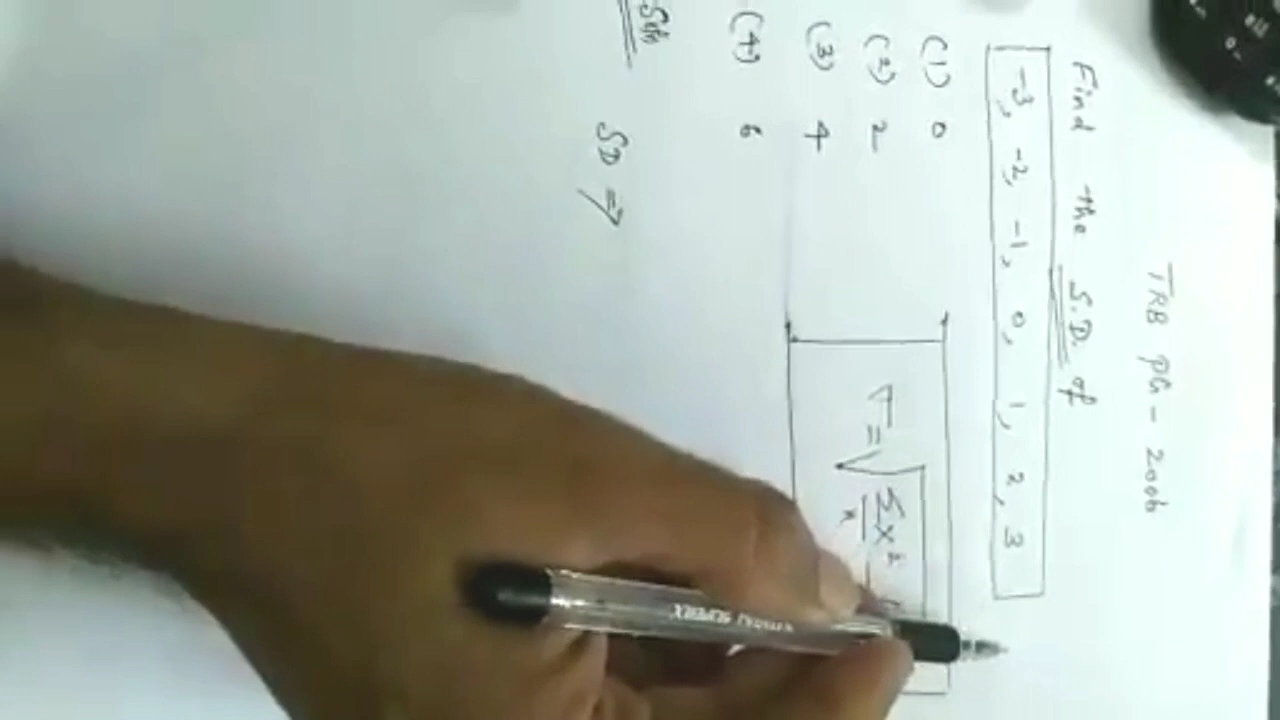 TRB PG - 2006
Find the S.D. of
-3, -2, -1, 0, 1, 2, 3
(1) 0
(2) 2
(3) 4
(4) 6
σ = √ Σx²/x -
Soln
SD ⇒